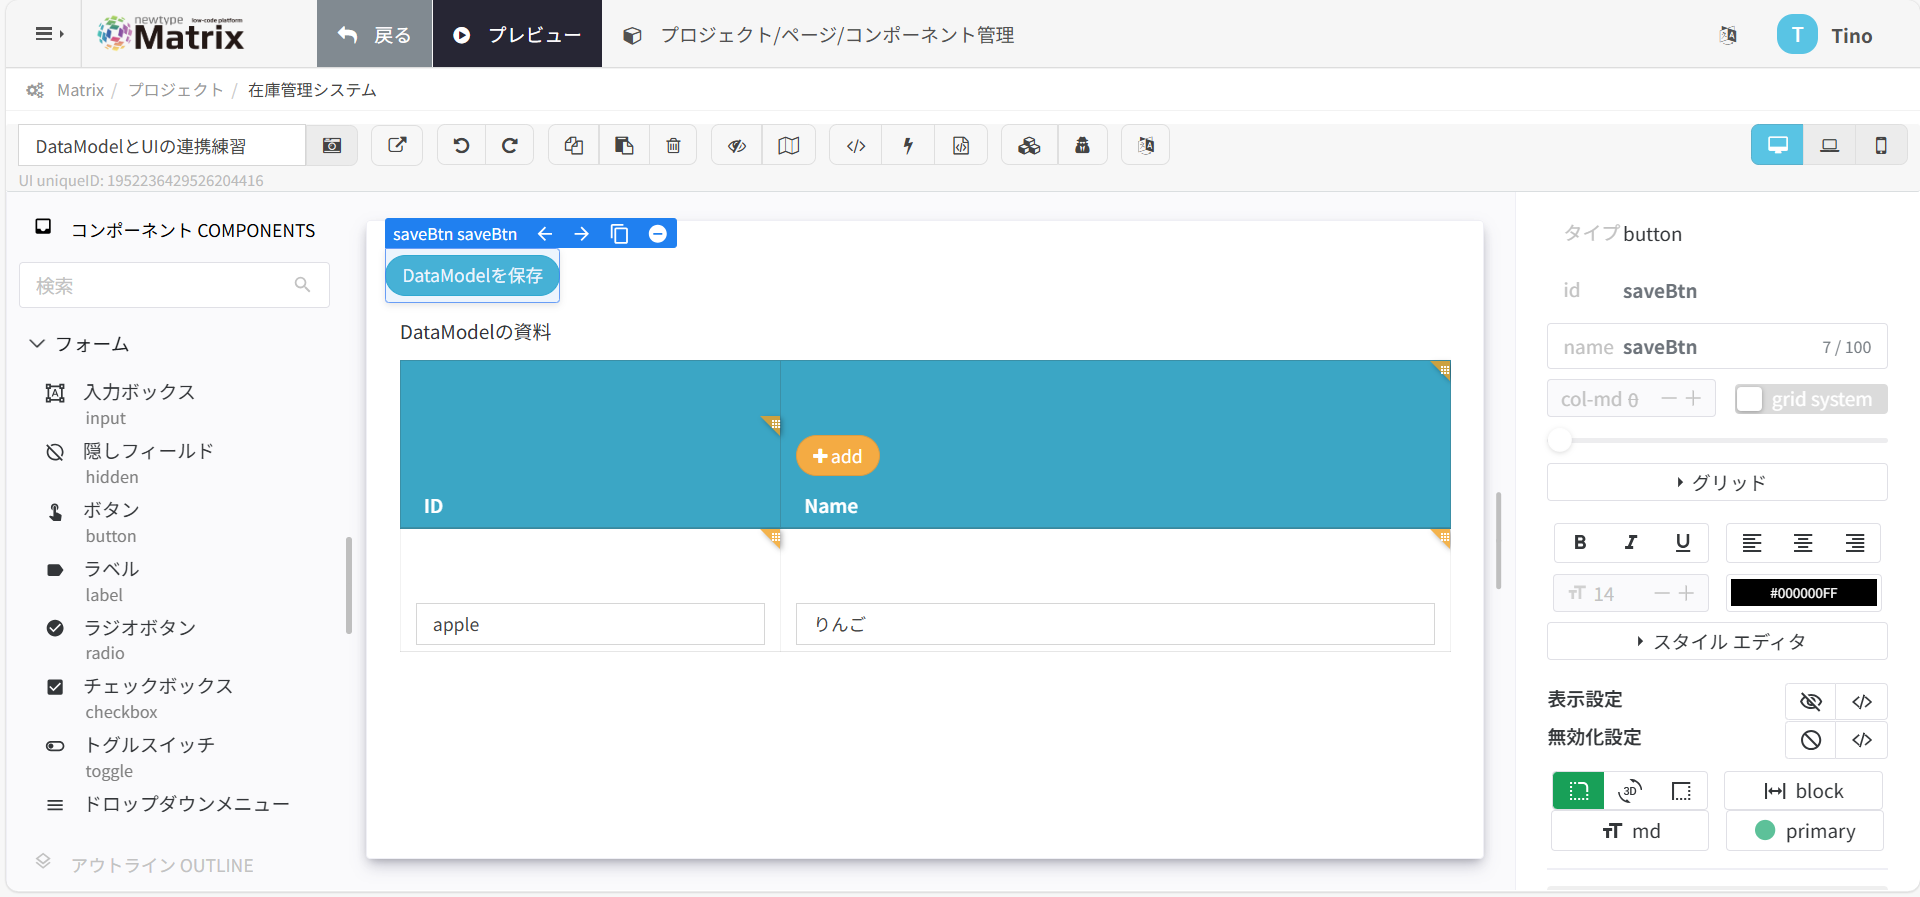 newtype low-code platform
Matrix
戻る
プレビュー
プロジェクト/ページ/コンポーネント管理
T
Tino
Matrix / プロジェクト / 在庫管理システム
DataModelとUIの連携練習
UI uniqueID: 1952236429526204416
コンポーネント COMPONENTS
検索
フォーム
入力ボックス
input
隠しフィールド
hidden
ボタン
button
ラベル
label
ラジオボタン
radio
チェックボックス
checkbox
トグルスイッチ
toggle
ドロップダウンメニュー
アウトライン OUTLINE
saveBtn saveBtn
DataModelを保存
DataModelの資料
add
ID
Name
apple
りんご
タイプ button
id saveBtn
name saveBtn 7 / 100
col-md 0
grid system
グリッド
B I U
14
#000000FF
スタイル エディタ
表示設定
無効化設定
3D
block
md
primary